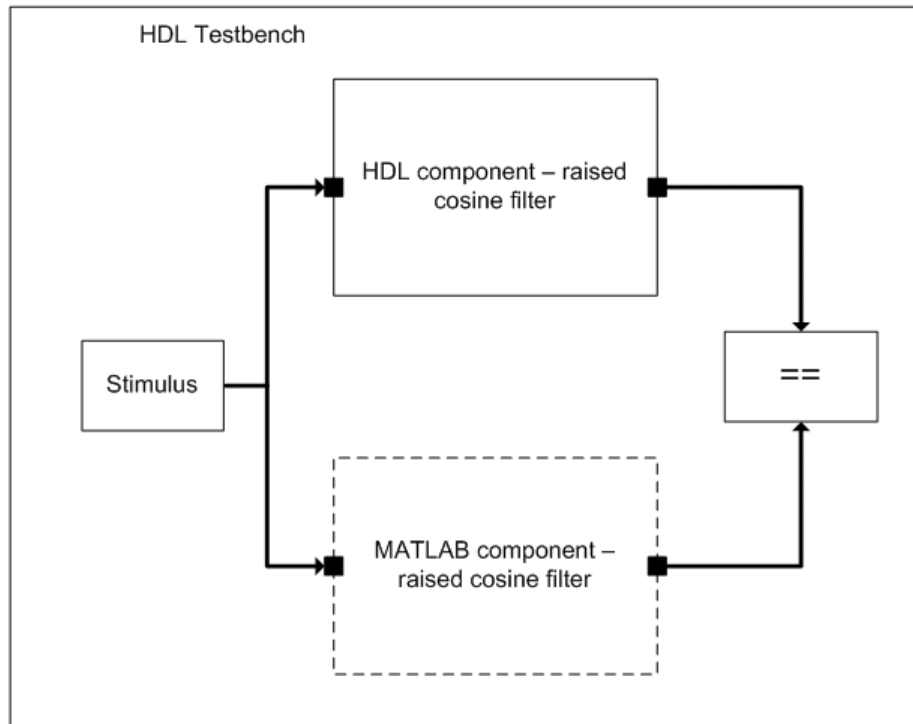 HDL Testbench
HDL component – raised
cosine filter
Stimulus
==
MATLAB component –
raised cosine filter